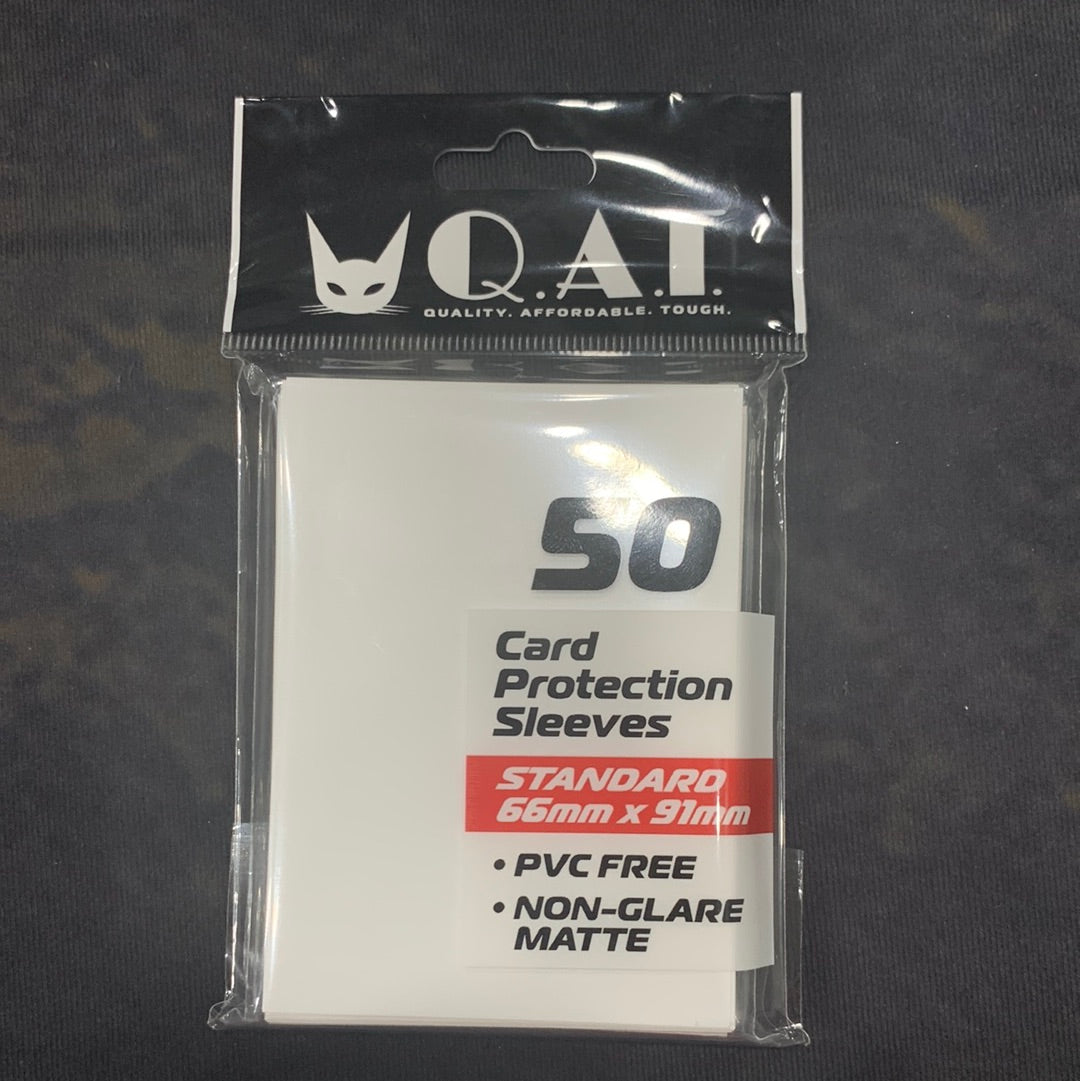 Q.A.T.
QUALITY. AFFORDABLE. TOUGH.
50
Card
Protection
Sleeves
STANDARD
66mm x 91mm
• PVC FREE
• NON-GLARE
MATTE